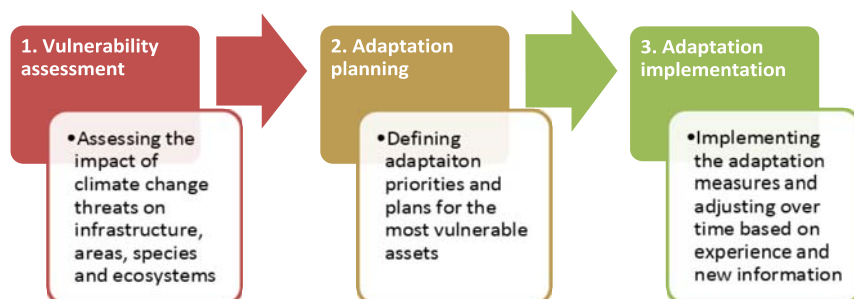 1. Vulnerability
assessment
•Assessing the
impact of
climate change
threats on
infrastructure,
areas, species
and ecosystems
2. Adaptation
planning
•Defining
adaptaiton
priorities and
plans for the
most vulnerable
assets
3. Adaptation
implementation
•Implementing
the adaptation
measures and
adjusting over
time based on
experience and
new information